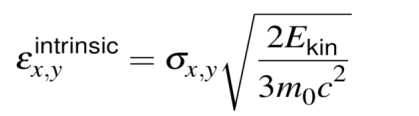 ε_{x,y}^{intrinsic} = σ_{x,y} √(2E_{kin} / 3m_0c^2)